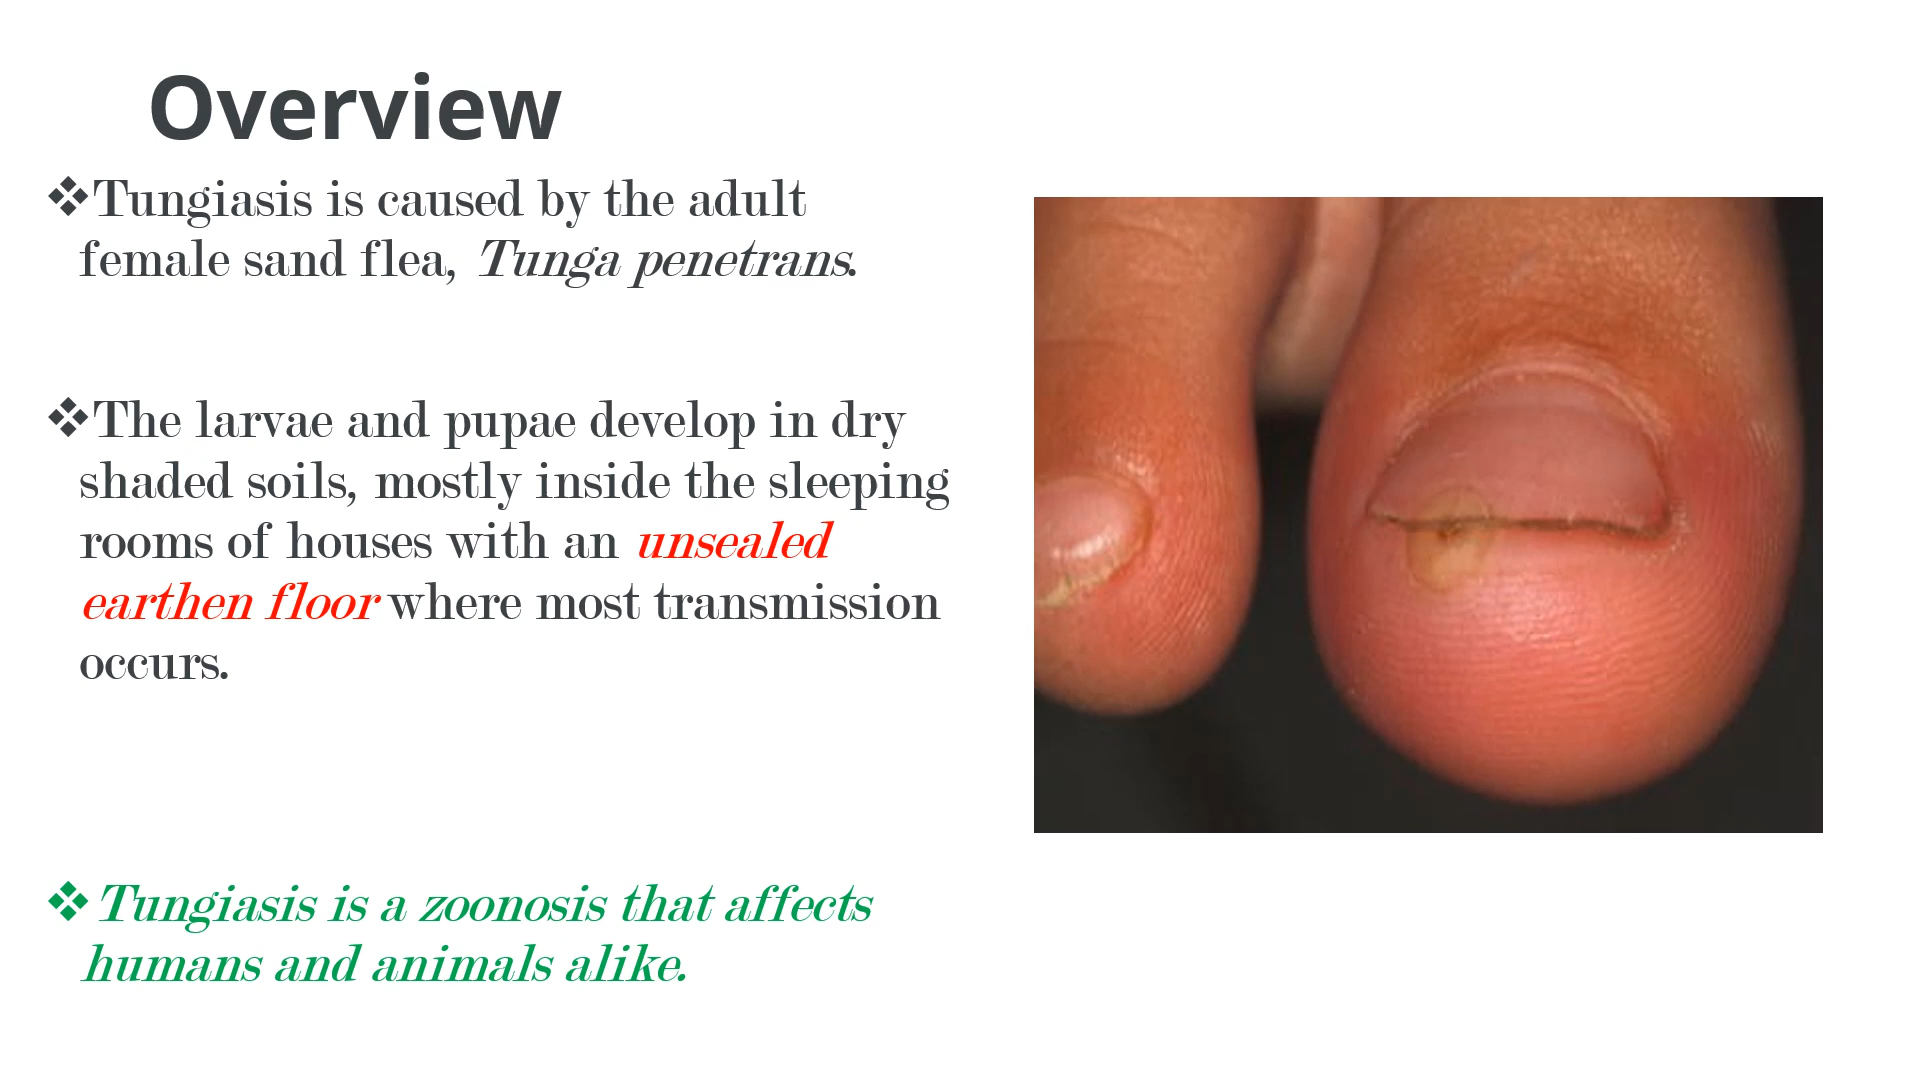 Overview
❖Tungiasis is caused by the adult
female sand flea, Tunga penetrans.
❖The larvae and pupae develop in dry
shaded soils, mostly inside the sleeping
rooms of houses with an unsealed
earthen floor where most transmission
occurs.
❖Tungiasis is a zoonosis that affects
humans and animals alike.